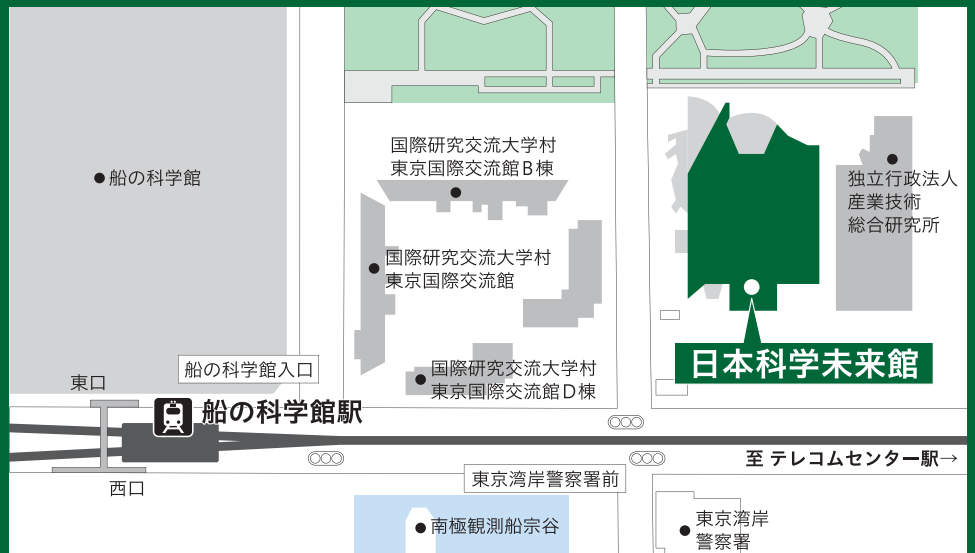 国際研究交流大学村
東京国際交流館B棟
船の科学館
独立行政法人
産業技術
総合研究所
国際研究交流大学村
東京国際交流館
日本科学未来館
船の科学館入口
国際研究交流大学村
東京国際交流館D棟
東口
船の科学館駅
至 テレコムセンター駅→
東京湾岸警察署前
西口
南極観測船宗谷
東京湾岸
警察署